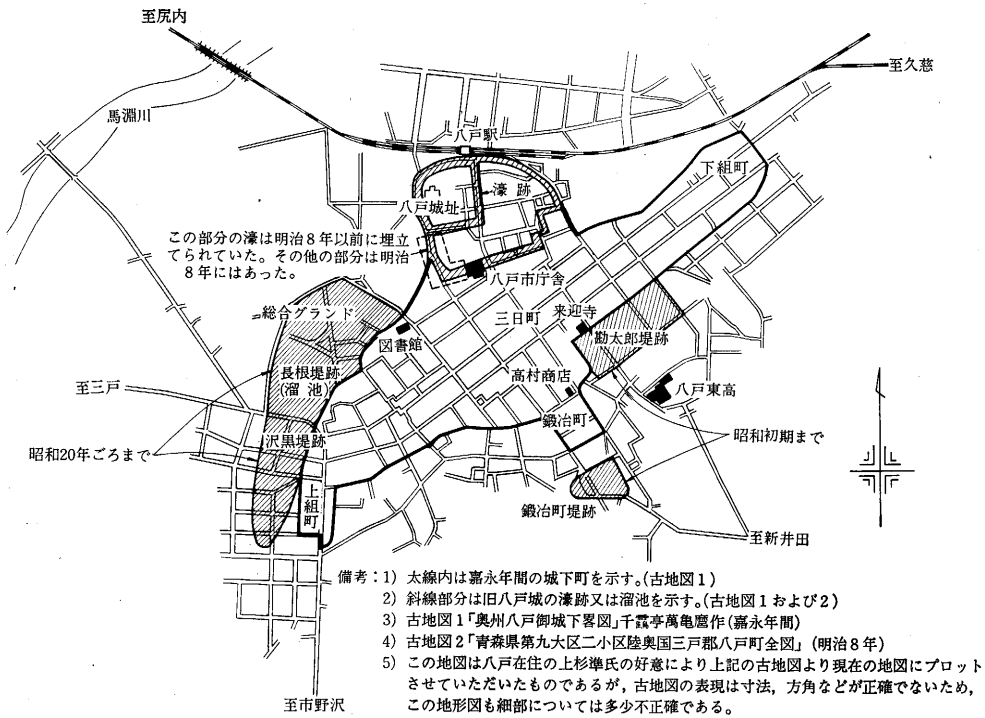 至尻内
至久慈
馬淵川
八戸駅
下組町
濠跡
八戸城址
この部分の濠は明治8年以前に埋立
てられていた。その他の部分は明治
8年にはあった。
八戸市庁舎
総合グランド
三日町
来迎寺
勘太郎堤跡
図書館
長根堤跡
(溜池)
高村商店
至三戸
八戸東高
鍛冶町
沢黒堤跡
昭和初期まで
昭和20年ごろまで
上組町
鍛冶町堤跡
至新井田
備考:1) 太線内は嘉永年間の城下町を示す。(古地図1)
2) 斜線部分は旧八戸城の濠跡又は溜池を示す。(古地図1および2)
3) 古地図1「奥州八戸御城下畧図」千霞亭萬亀麿作(嘉永年間)
4) 古地図2「青森県第九大区二小区陸奥国三戸郡八戸町全図」(明治8年)
5) この地図は八戸在住の上杉準氏の好意により上記の古地図より現在の地図にプロット
させていただいたものであるが,古地図の表現は寸法,方角などが正確でないため,
この地形図も細部については多少不正確である。
至市野沢